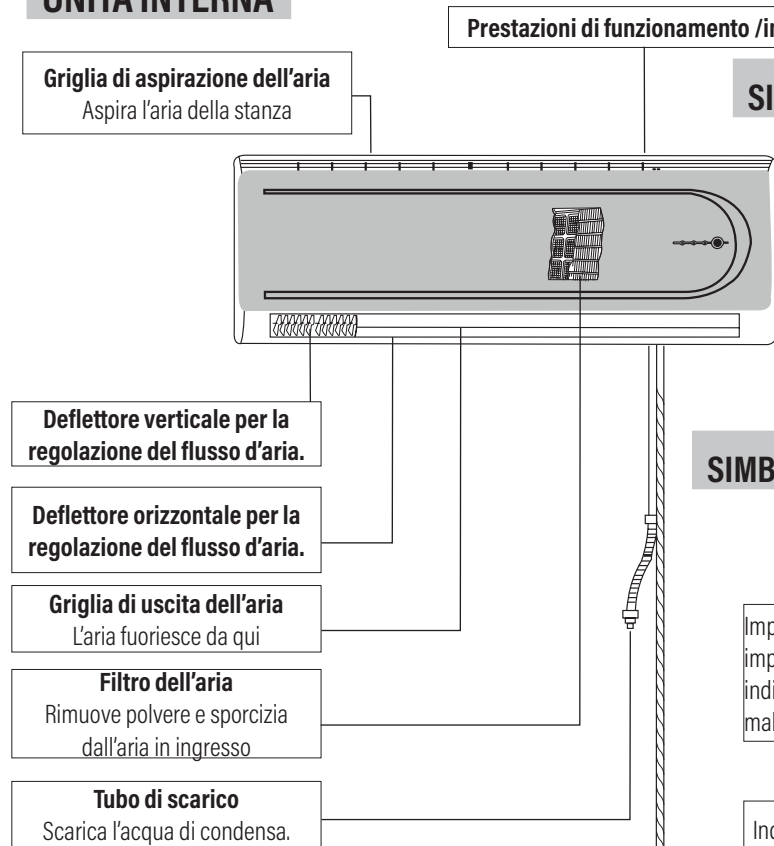 UNITÀ INTERNA
Prestazioni di funzionamento /in
Griglia di aspirazione dell'aria
Aspira l'aria della stanza
SI
Deflettore verticale per la
regolazione del flusso d'aria.
SIMB
Deflettore orizzontale per la
regolazione del flusso d'aria.
Griglia di uscita dell'aria
L'aria fuoriesce da qui
Imp
imp
indi
mal
Filtro dell'aria
Rimuove polvere e sporcizia
dall'aria in ingresso
Tubo di scarico
Scarica l'acqua di condensa.
Ind